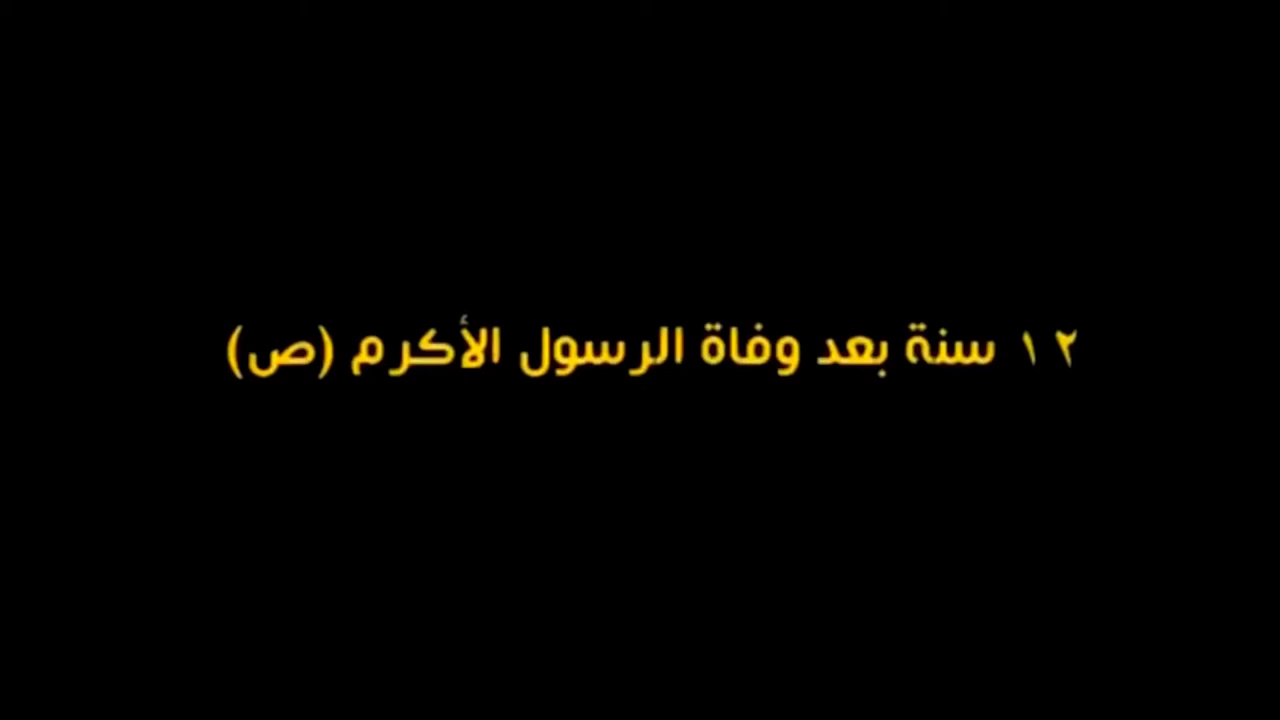 ١٢ سنة بعد وفاة الرسول الأكرم (ص)